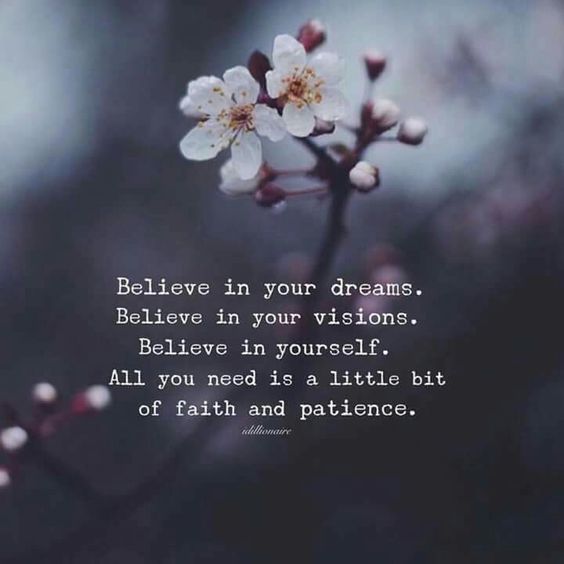 Believe in your dreams.
Believe in your visions.
Believe in yourself.
All you need is a little bit
of faith and patience.
idillionaire